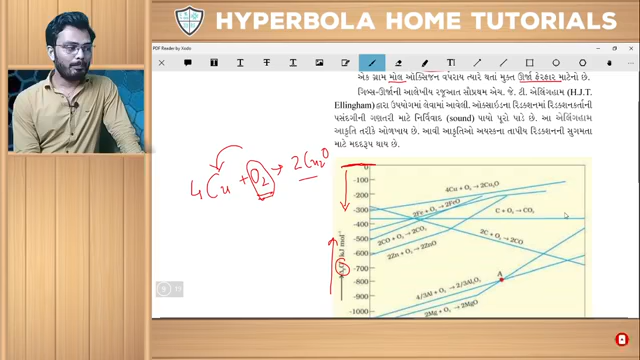 HYPERBOLA HOME TUTORIALS
PDF Reader by Xodo
એક ગ્રામ મોલ ઓક્સિજન વપરાય ત્યારે થતાં મુક્ત ઊર્જા ફેરફાર માટેનો છે.
ગિબ્સ-ઊર્જાની આલેખીય રજૂઆત સૌપ્રથમ એચ. જે. ટી. એલિંગહામ (H.J.T.
Ellingham) દ્વારા ઉપયોગમાં લેવામાં આવેલી. ઓક્સાઇડના રિડક્શનમાં રિડક્શનકર્તાની
પસંદગીની ગણતરી માટે નિર્વિવાદ (sound) પાયો પૂરો પાડે છે. આ એલિંગહામ
આકૃતિ તરીકે ઓળખાય છે. આવી આકૃતિઓ અયસ્કના તાપીય રિડક્શનની સુગમતા
માટે મદદરૂપ થાય છે.
4Cu + O₂ → 2Cu₂O
0
-100
-200
-300
-400
-500
-600
-700
-800
-900
-1000
kJ mol⁻¹
4Cu + O₂ → 2Cu₂O
2Fe + O₂ → 2FeO
C + O₂ → CO₂
2CO + O₂ → 2CO₂
2C + O₂ → 2CO
2Zn + O₂ → 2ZnO
A
4/3Al + O₂ → 2/3Al₂O₃
2Mg + O₂ → 2MgO